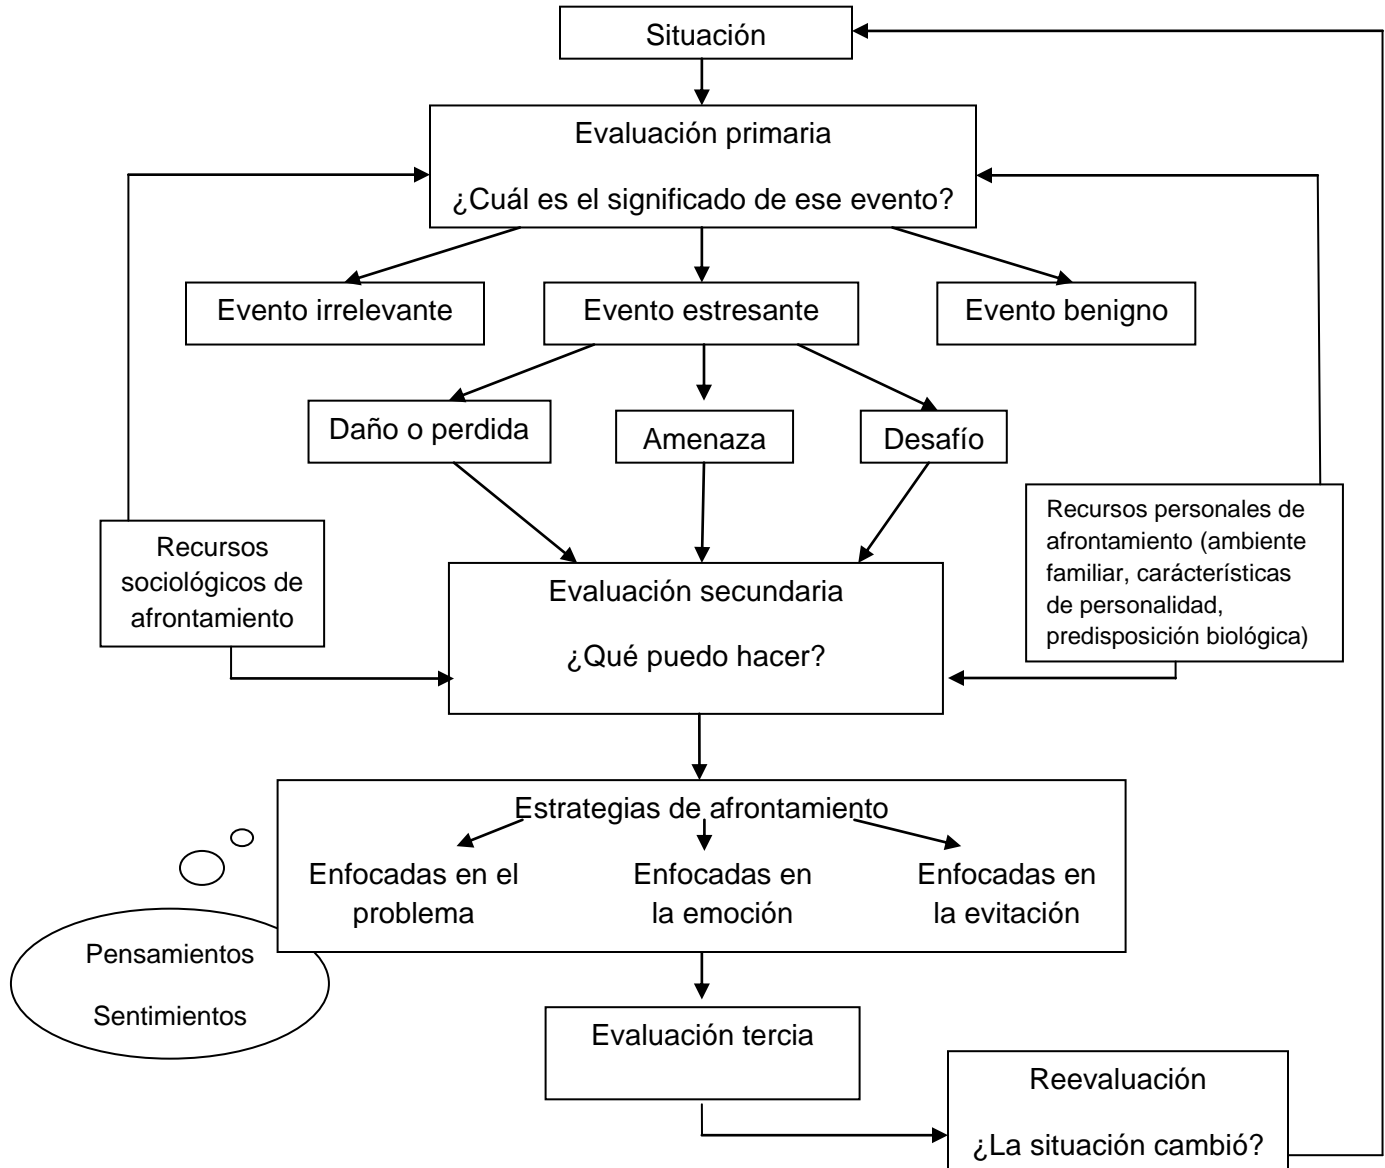 Situación
Evaluación primaria
¿Cuál es el significado de ese evento?
Evento irrelevante
Evento estresante
Evento benigno
Daño o perdida
Amenaza
Desafío
Recursos
sociológicos de
afrontamiento
Recursos personales de
afrontamiento (ambiente
familiar, carácterísticas
de personalidad,
predisposición biológica)
Evaluación secundaria
¿Qué puedo hacer?
Estrategias de afrontamiento
Enfocadas en el
problema
Enfocadas en
la emoción
Enfocadas en
la evitación
Pensamientos
Sentimientos
Evaluación tercia
Reevaluación
¿La situación cambió?